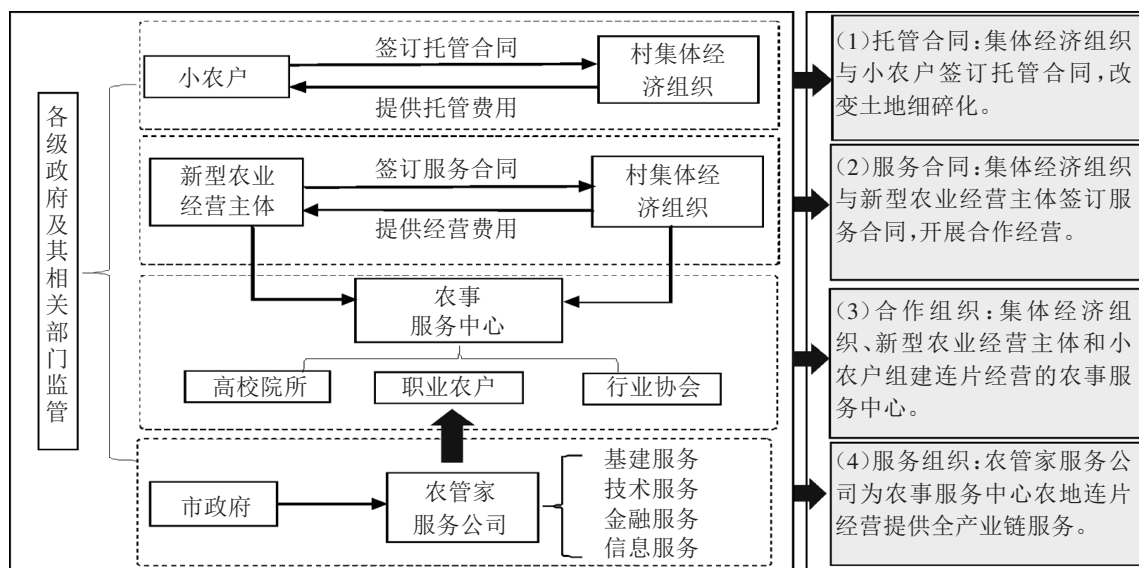 各级政府及其相关部门监管
小农户
签订托管合同
提供托管费用
村集体经
济组织
新型农业
经营主体
签订服务合同
提供经营费用
村集体经
济组织
农事
服务中心
高校院所
职业农户
行业协会
市政府
农管家
服务公司
基建服务
技术服务
金融服务
信息服务
(1)托管合同:集体经济组织
与小农户签订托管合同,改
变土地细碎化。
(2)服务合同:集体经济组织
与新型农业经营主体签订服
务合同,开展合作经营。
(3)合作组织:集体经济组
织、新型农业经营主体和小
农户组建连片经营的农事服
务中心。
(4)服务组织:农管家服务公
司为农事服务中心农地连片
经营提供全产业链服务。